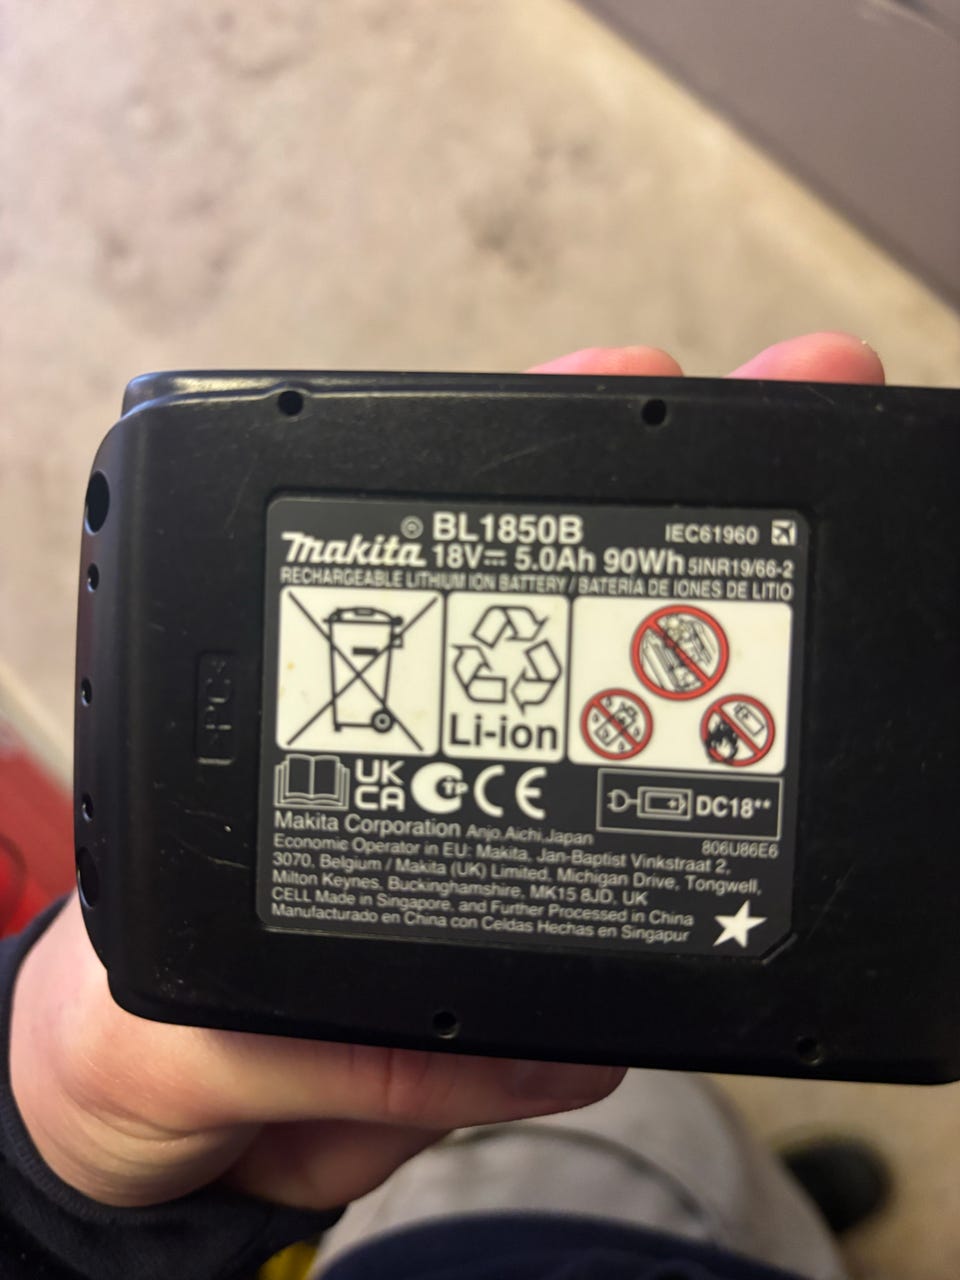 BL1850B
IEC61960
Makita 18V⎓ 5.0Ah 90Wh 5INR19/66-2
RECHARGEABLE LITHIUM ION BATTERY / BATERIA DE IONES DE LITIO
Li-ion
UK
CA
TP
CE
DC18**
806U86E6
Makita Corporation Anjo, Aichi, Japan
Economic Operator in EU: Makita, Jan-Baptist Vinkstraat 2,
3070, Belgium / Makita (UK) Limited, Michigan Drive, Tongwell,
Milton Keynes, Buckinghamshire, MK15 8JD, UK
CELL Made in Singapore, and Further Processed in China
Manufacturado en China con Celdas Hechas en Singapur